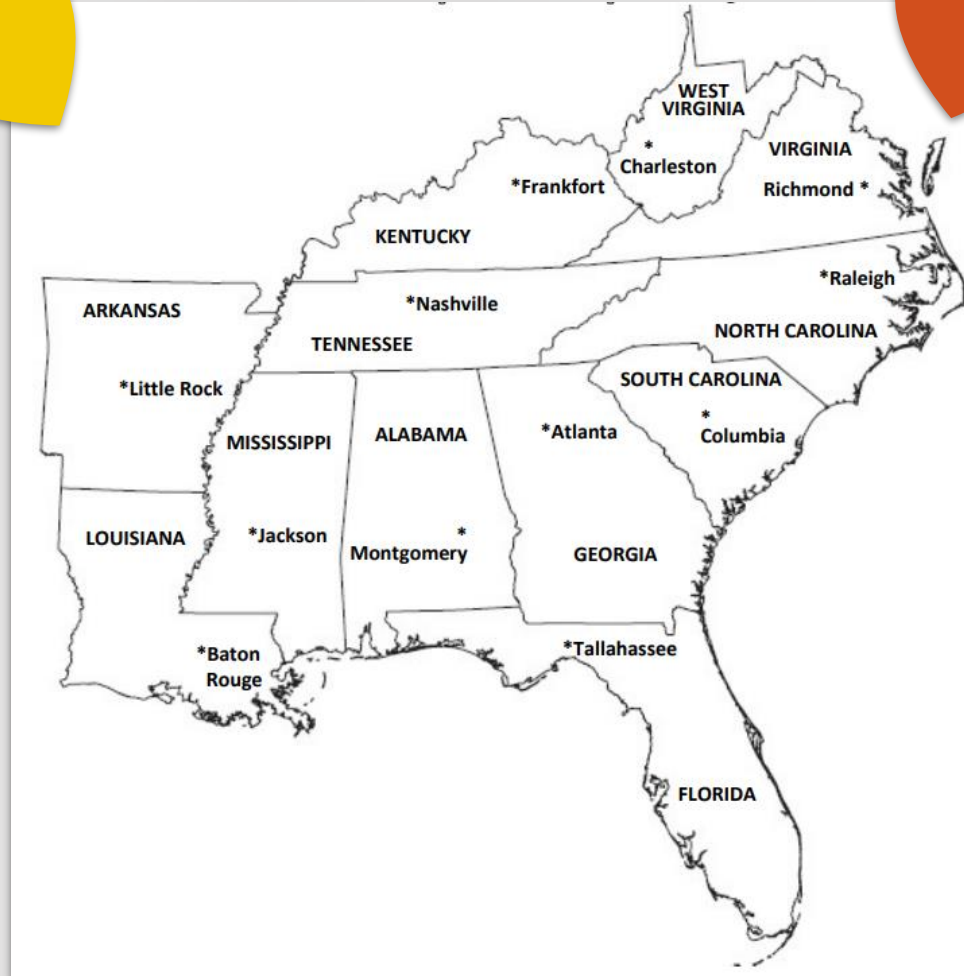 WEST
VIRGINIA
*
Charleston
VIRGINIA
Richmond *
*Frankfort
KENTUCKY
*Raleigh
ARKANSAS
*Nashville
NORTH CAROLINA
TENNESSEE
*Little Rock
SOUTH CAROLINA
*
Columbia
MISSISSIPPI
ALABAMA
*Atlanta
LOUISIANA
*Jackson
*
Montgomery
GEORGIA
*Baton
Rouge
*Tallahassee
FLORIDA